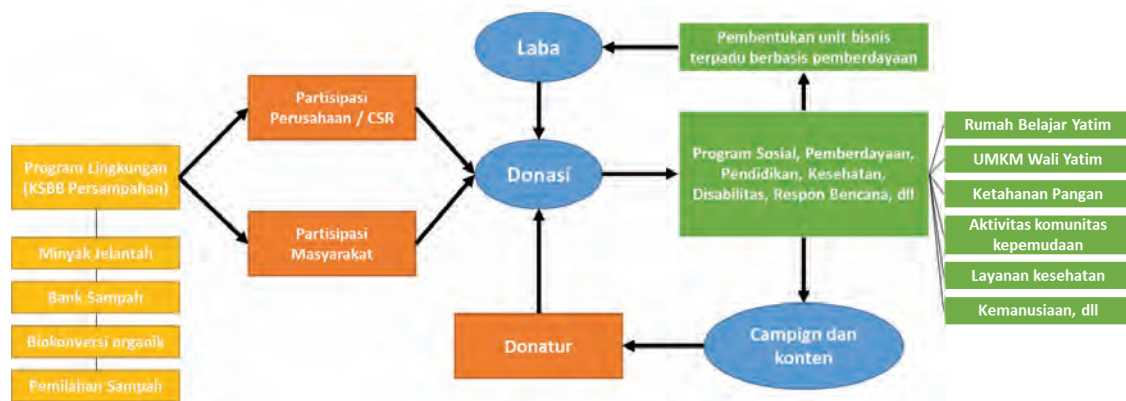 Program Lingkungan
(KSBB Persampahan)
Minyak Jelantah
Bank Sampah
Biokonversi organik
Pemilahan Sampah
Partisipasi
Perusahaan / CSR
Partisipasi
Masyarakat
Laba
Donasi
Donatur
Pembentukan unit bisnis
terpadu berbasis pemberdayaan
Program Sosial, Pemberdayaan,
Pendidikan, Kesehatan,
Disabilitas, Respon Bencana, dll
Campign dan
konten
Rumah Belajar Yatim
UMKM Wali Yatim
Ketahanan Pangan
Aktivitas komunitas
kepemudaan
Layanan kesehatan
Kemanusiaan, dll